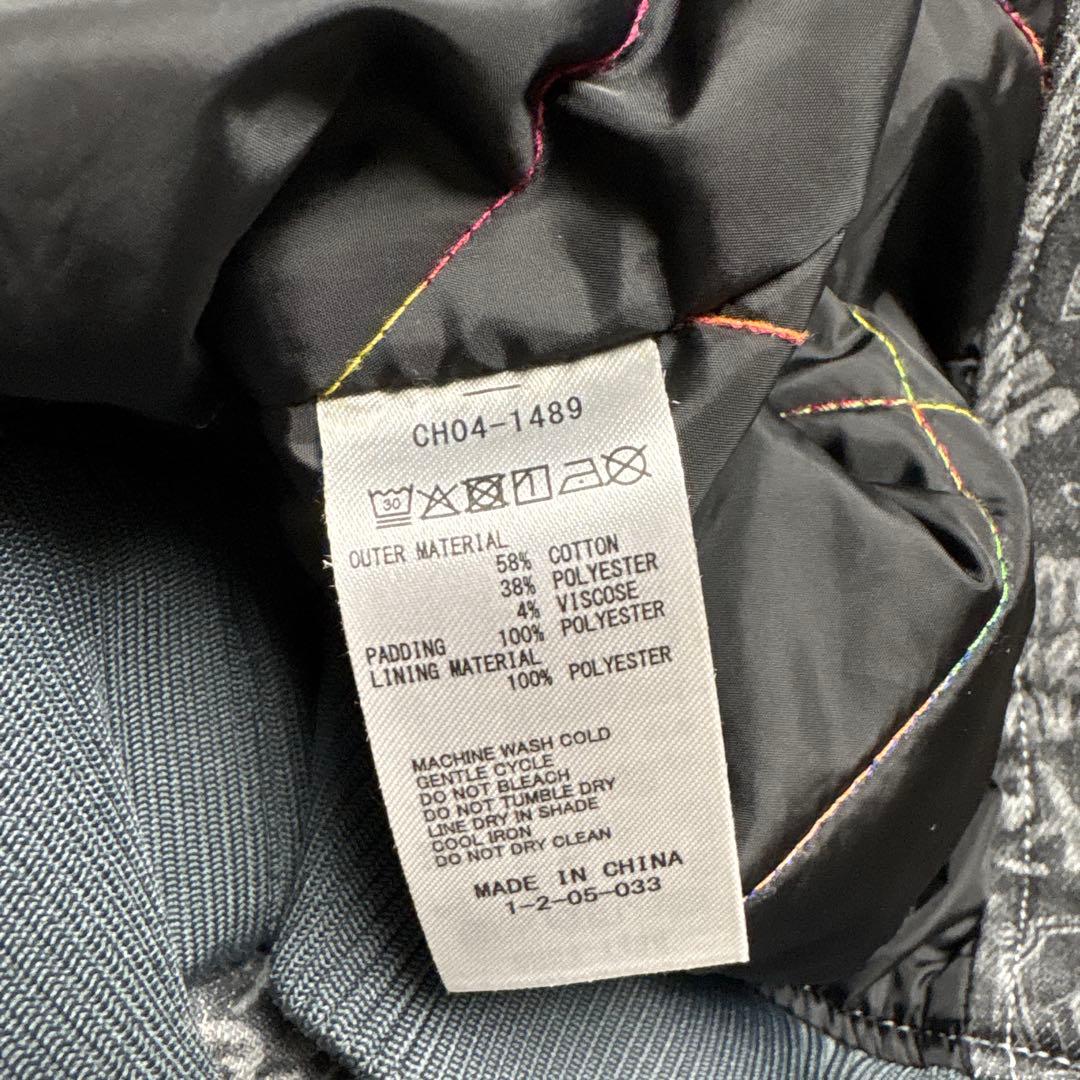 CH04-1489
30
OUTER MATERIAL
58% COTTON
38% POLYESTER
4% VISCOSE
PADDING 100% POLYESTER
LINING MATERIAL
100% POLYESTER
MACHINE WASH COLD
GENTLE CYCLE
DO NOT BLEACH
DO NOT TUMBLE DRY
LINE DRY IN SHADE
COOL IRON
DO NOT DRY CLEAN
MADE IN CHINA
1-2-05-033